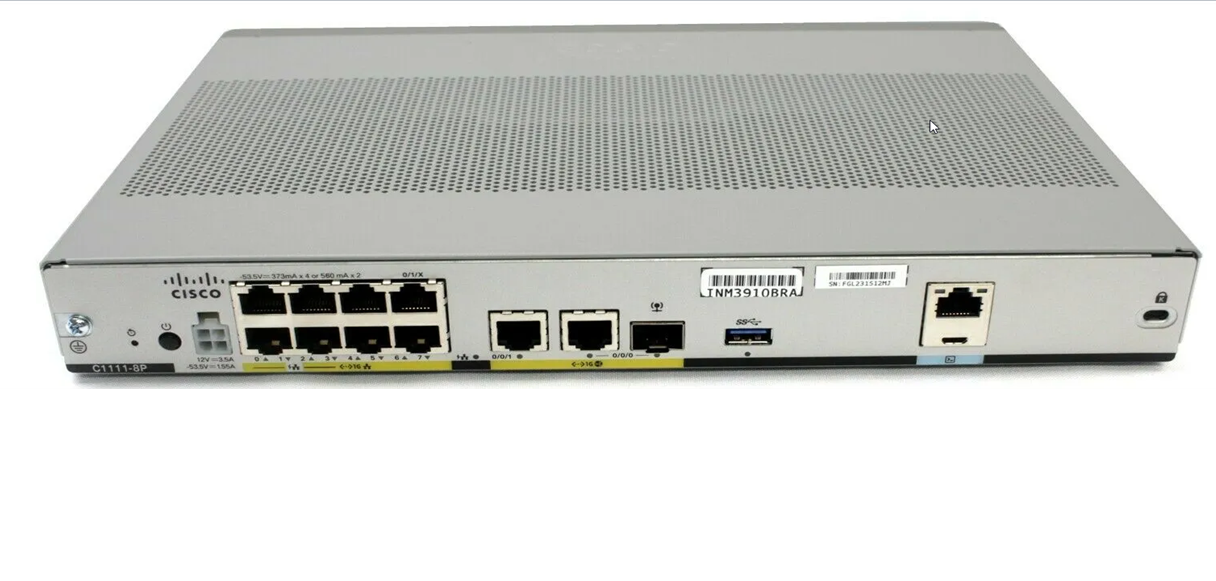 -53.5V⎓373mA x 4 or 560 mA x 2
0/1/X
CISCO
INM3910BRA
SN:FGL231512MJ
SS
0 1 2 3 4 5 6 7
0/0/1
0/0/0
12V⎓3.5A
-53.5V⎓1.55A
C1111-8P